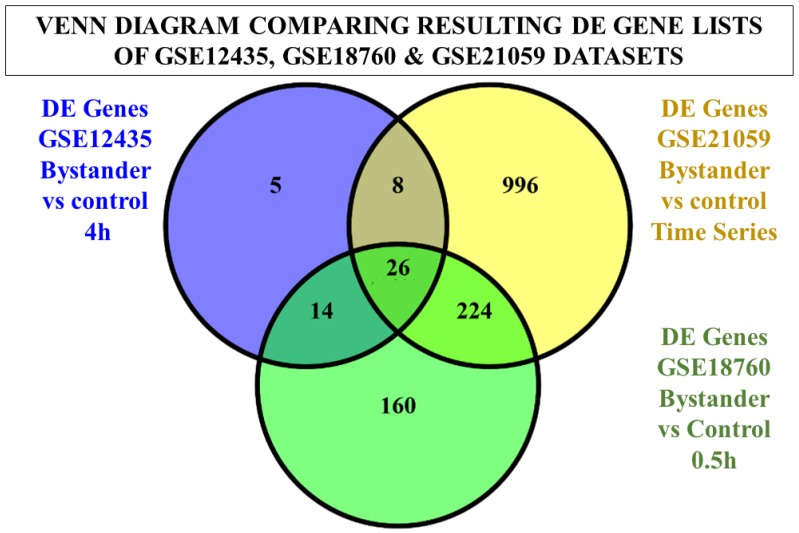 VENN DIAGRAM COMPARING RESULTING DE GENE LISTS
OF GSE12435, GSE18760 & GSE21059 DATASETS
DE Genes
GSE12435
Bystander
vs control
4h
DE Genes
GSE21059
Bystander
vs control
Time Series
5
8
996
26
14
224
160
DE Genes
GSE18760
Bystander
vs Control
0.5h